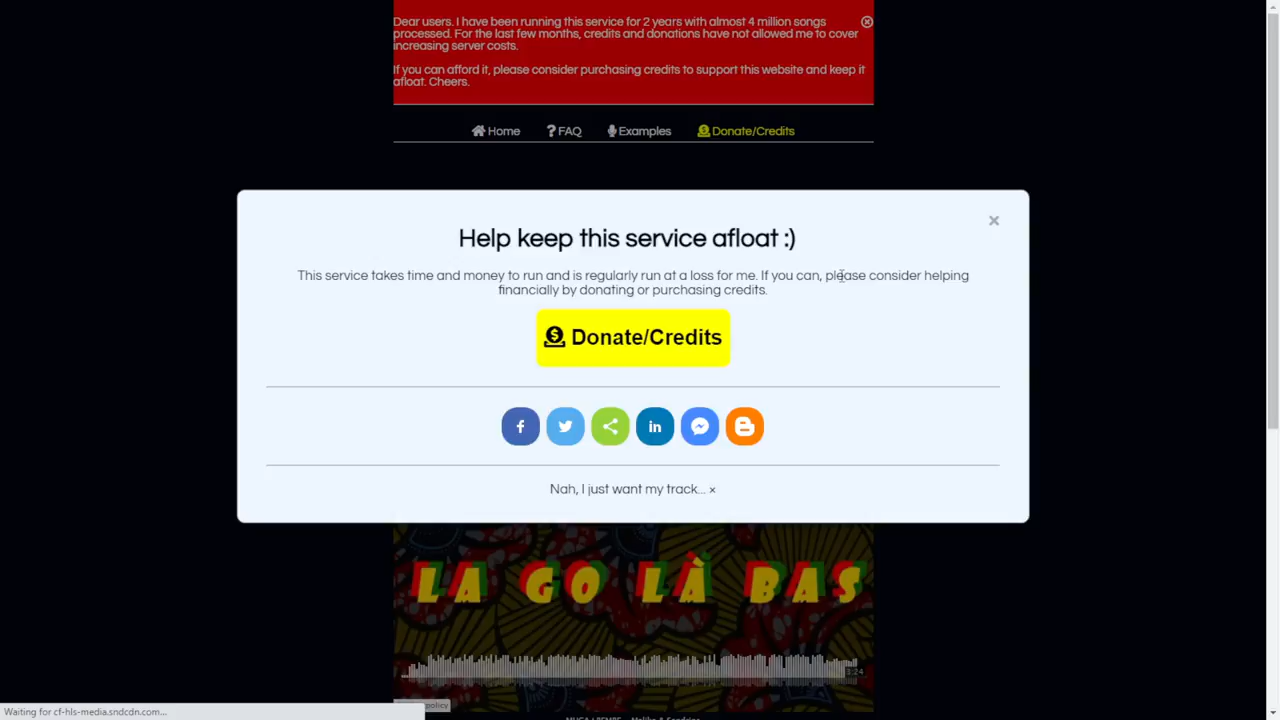 Dear users. I have been running this service for 2 years with almost 4 million songs
processed. For the last few months, credits and donations have not allowed me to cover
increasing server costs.
If you can afford it, please consider purchasing credits to support this website and keep it
afloat. Cheers.
Home FAQ Examples Donate/Credits
Help keep this service afloat :)
This service takes time and money to run and is regularly run at a loss for me. If you can, please consider helping
financially by donating or purchasing credits.
Donate/Credits
Nah, I just want my track... ×
LA GO LÀ BAS
3:24
policy
Waiting for cf-hls-media.sndcdn.com...